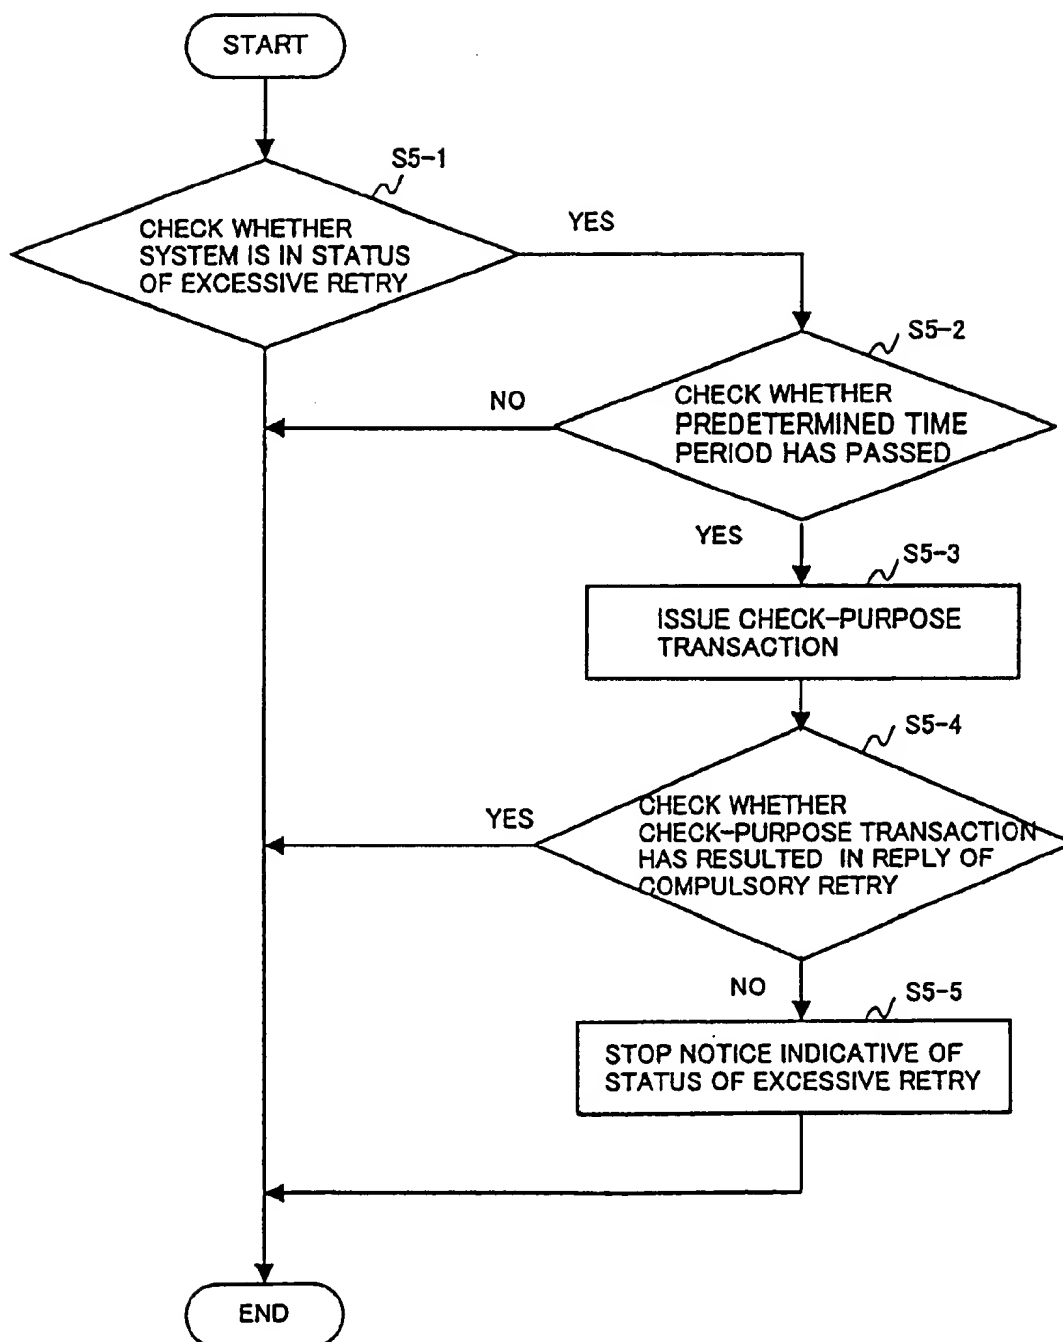 START
S5-1
CHECK WHETHER
SYSTEM IS IN STATUS
OF EXCESSIVE RETRY
YES
S5-2
CHECK WHETHER
PREDETERMINED TIME
PERIOD HAS PASSED
NO
YES
S5-3
ISSUE CHECK-PURPOSE
TRANSACTION
S5-4
CHECK WHETHER
CHECK-PURPOSE TRANSACTION
HAS RESULTED IN REPLY OF
COMPULSORY RETRY
YES
NO
S5-5
STOP NOTICE INDICATIVE OF
STATUS OF EXCESSIVE RETRY
END